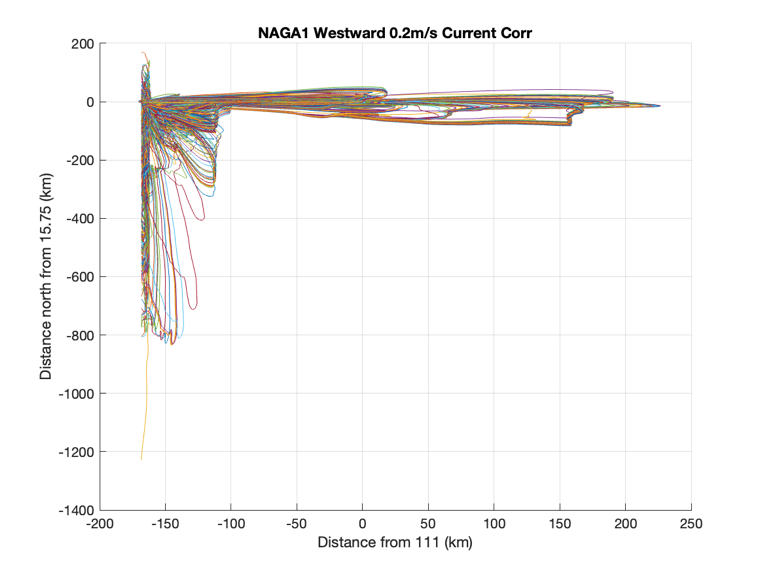 NAGA1 Westward 0.2m/s Current Corr
200
0
-200
-400
-600
-800
-1000
-1200
-1400
Distance north from 15.75 (km)
-200 -150 -100 -50 0 50 100 150 200 250
Distance from 111 (km)